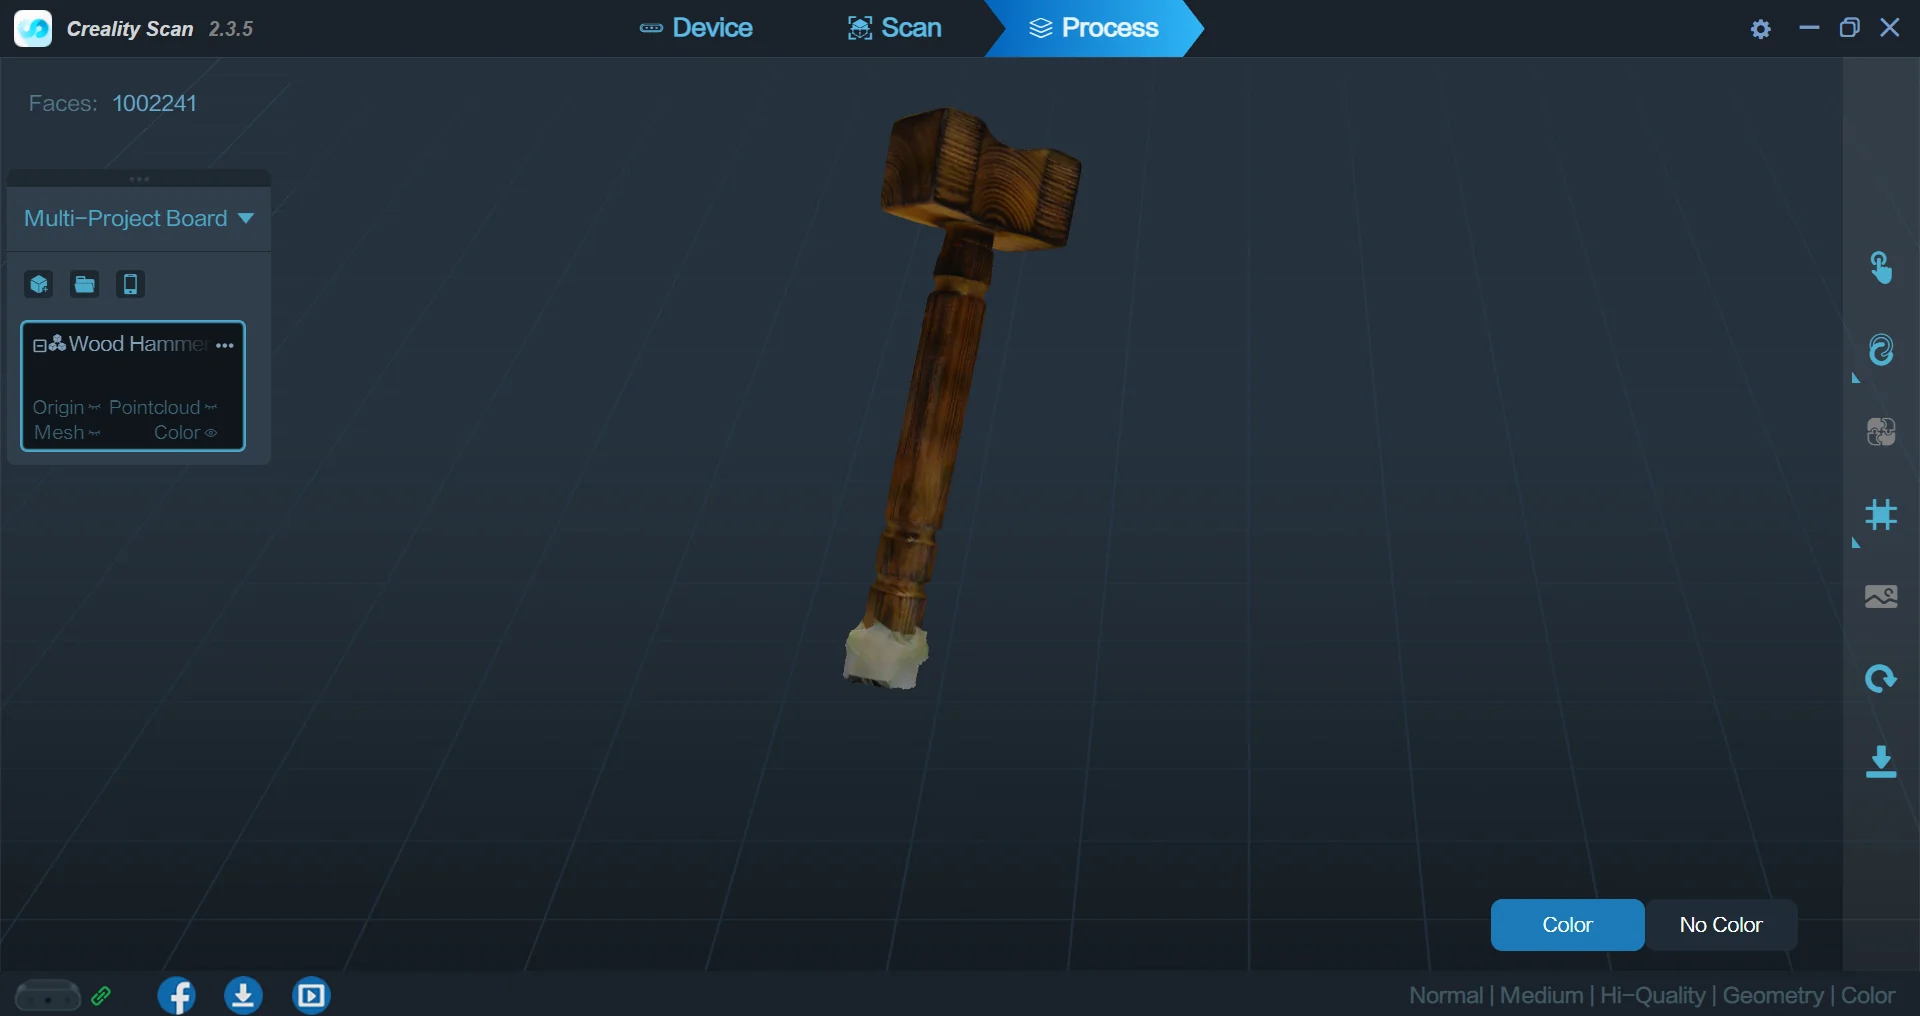 Creality Scan 2.3.5
Device
Scan
Process
Faces: 1002241
Multi-Project Board
Wood Hammer
Origin Pointcloud
Mesh Color
Color
No Color
Normal | Medium | Hi-Quality | Geometry | Color